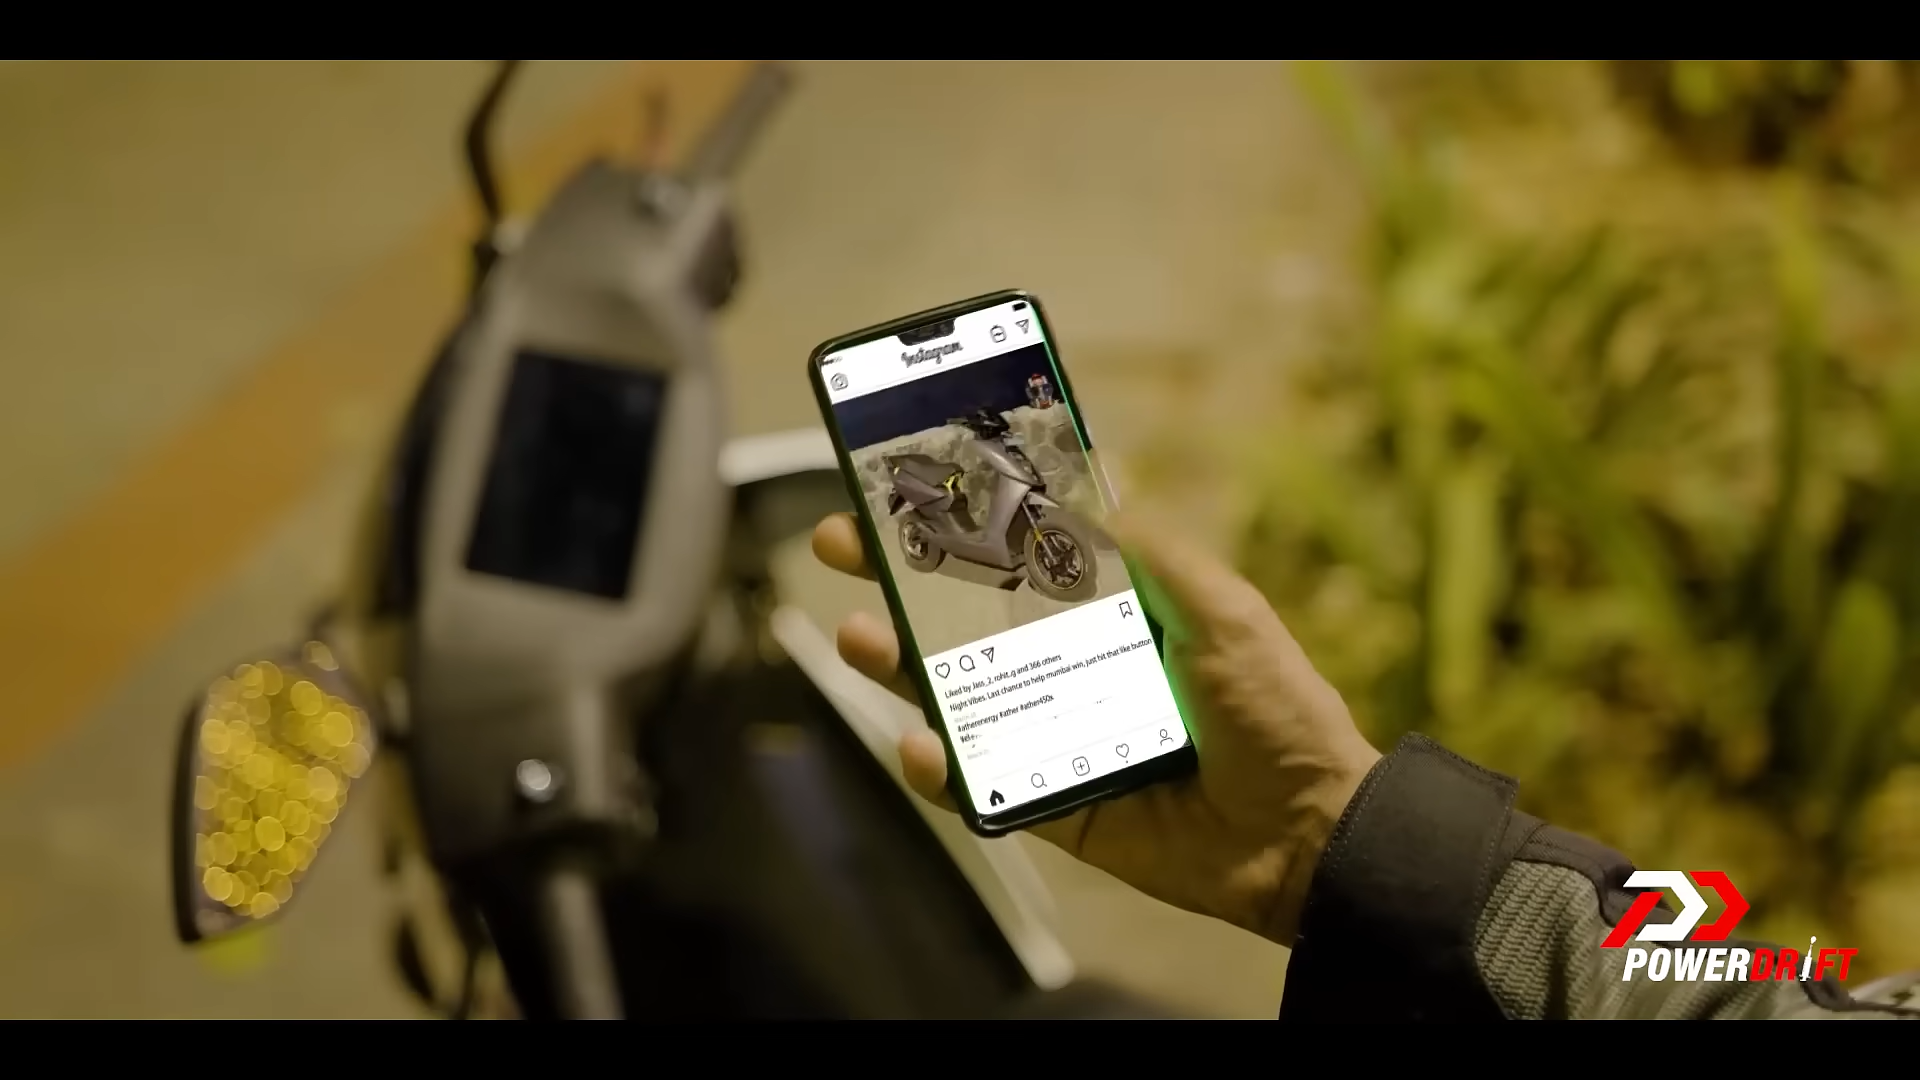 Instagram
Liked by Jass_2, rohit_g and 366 others
Night Vibes. Last chance to help mumbai win, just hit that like button
#atherenergy #ather #ather450x
POWERDRIFT